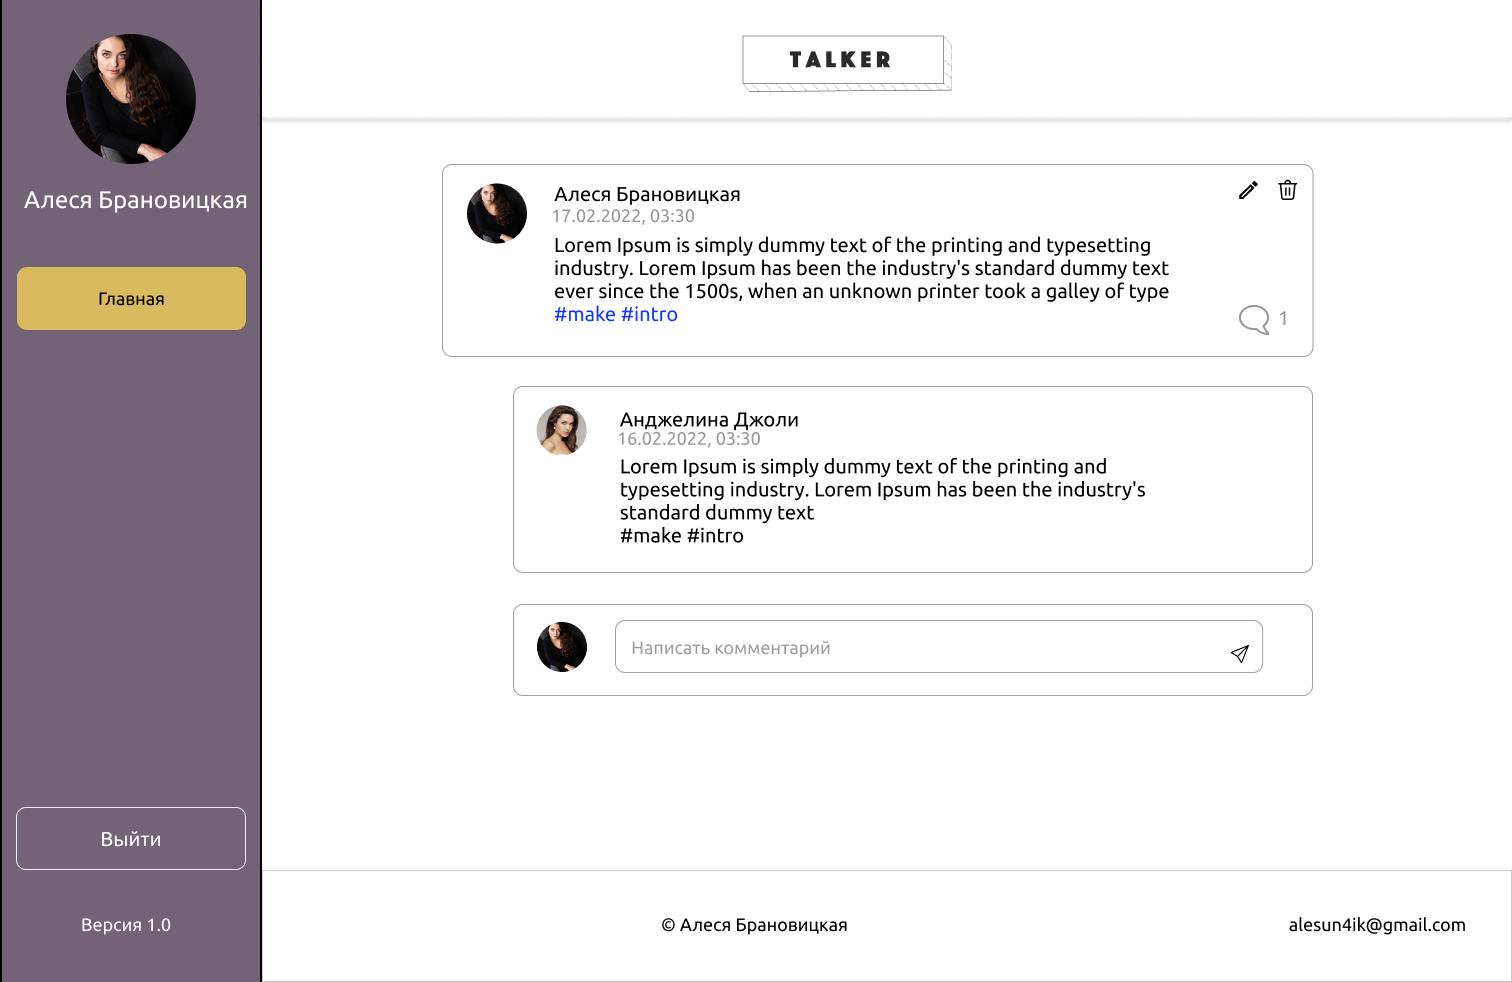 Алеся Брановицкая
Главная
Выйти
Версия 1.0
TALKER
Алеся Брановицкая
17.02.2022, 03:30
Lorem Ipsum is simply dummy text of the printing and typesetting
industry. Lorem Ipsum has been the industry's standard dummy text
ever since the 1500s, when an unknown printer took a galley of type
#make #intro
1
Анджелина Джоли
16.02.2022, 03:30
Lorem Ipsum is simply dummy text of the printing and
typesetting industry. Lorem Ipsum has been the industry's
standard dummy text
#make #intro
Написать комментарий
© Алеся Брановицкая
alesun4ik@gmail.com